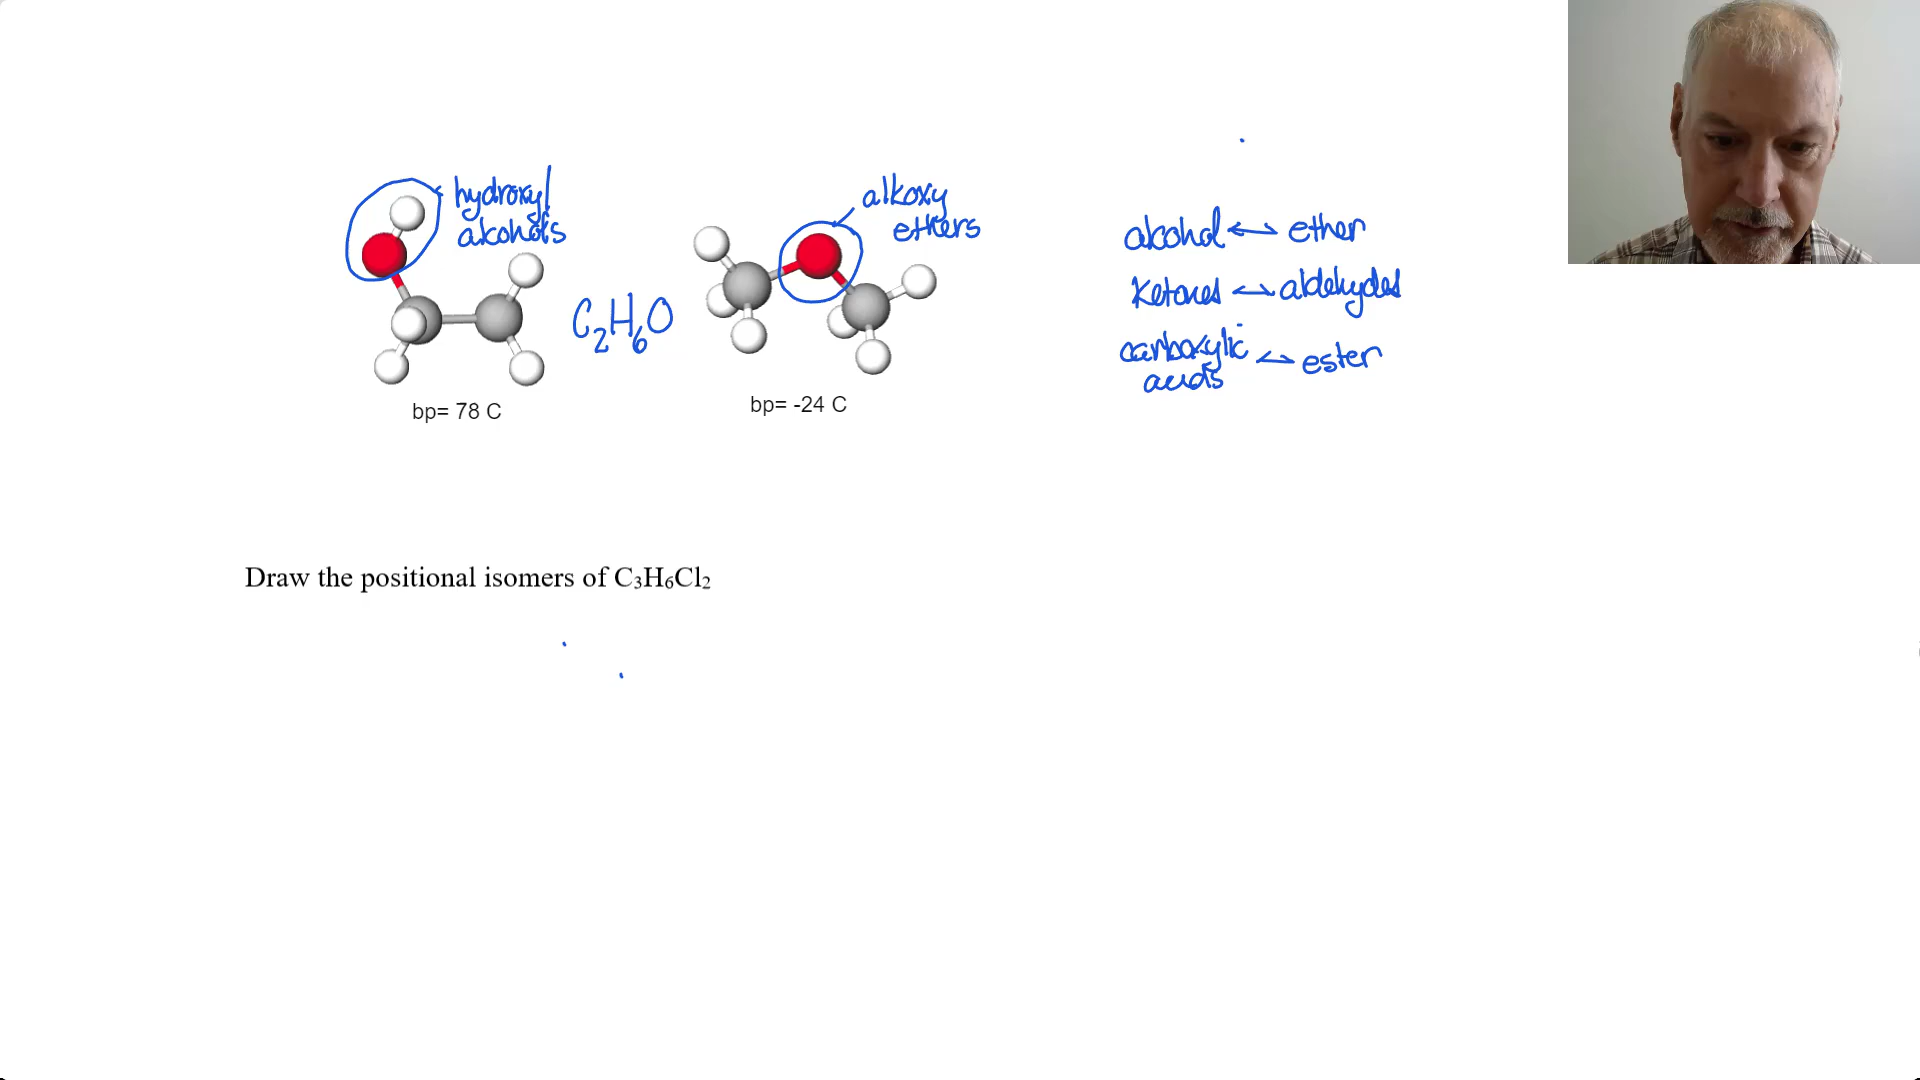 hydroxyl
alcohols
alkoxy
ethers
C₂H₆O
bp= 78 C
bp= -24 C
alcohol ↔ ether
Ketones ↔ aldehydes
carboxylic
acids ↔ ester
Draw the positional isomers of C₃H₆Cl₂